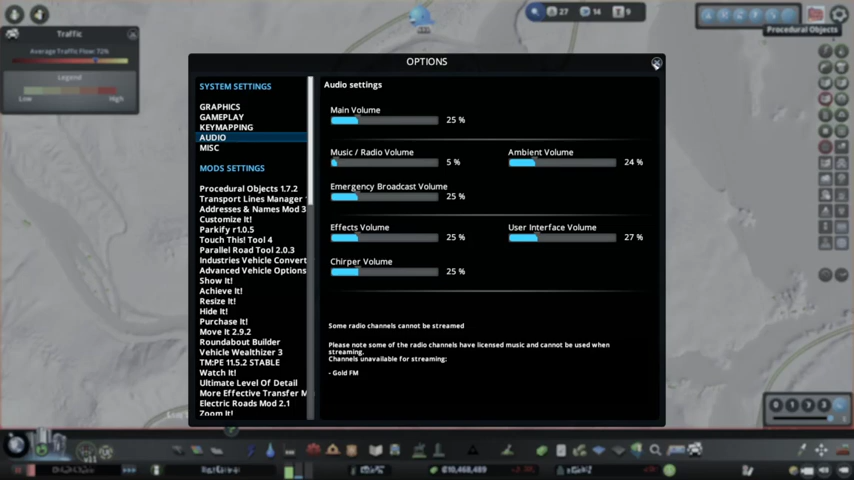 27
14
9
Procedural Objects
Traffic
Average Traffic Flow: 72%
Legend
Low
High
OPTIONS
SYSTEM SETTINGS
GRAPHICS
GAMEPLAY
KEYMAPPING
AUDIO
MISC
MODS SETTINGS
Procedural Objects 1.7.2
Transport Lines Manager
Addresses & Names Mod 3
Customize It!
Parkify r1.0.5
Touch This! Tool 4
Parallel Road Tool 2.0.3
Industries Vehicle Convert
Advanced Vehicle Options
Show It!
Achieve It!
Resize It!
Hide It!
Purchase It!
Move It 2.9.2
Roundabout Builder
Vehicle Wealthizer 3
TM:PE 11.5.2 STABLE
Watch It!
Ultimate Level Of Detail
More Effective Transfer M
Electric Roads Mod 2.1
Zoom It!
Audio settings
Main Volume
25 %
Music / Radio Volume
5 %
Ambient Volume
24 %
Emergency Broadcast Volume
25 %
Effects Volume
25 %
User Interface Volume
27 %
Chirper Volume
25 %
Some radio channels cannot be streamed
Please note some of the radio channels have licensed music and cannot be used when
streaming.
Channels unavailable for streaming:
- Gold FM
10,468,489